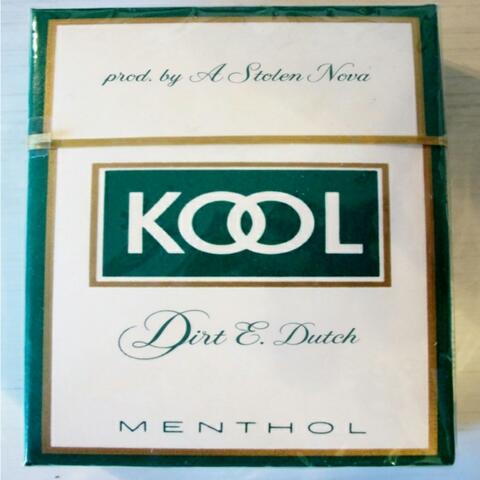 prod. by A Stolen Nova
KOOL
Dirt E. Dutch
MENTHOL